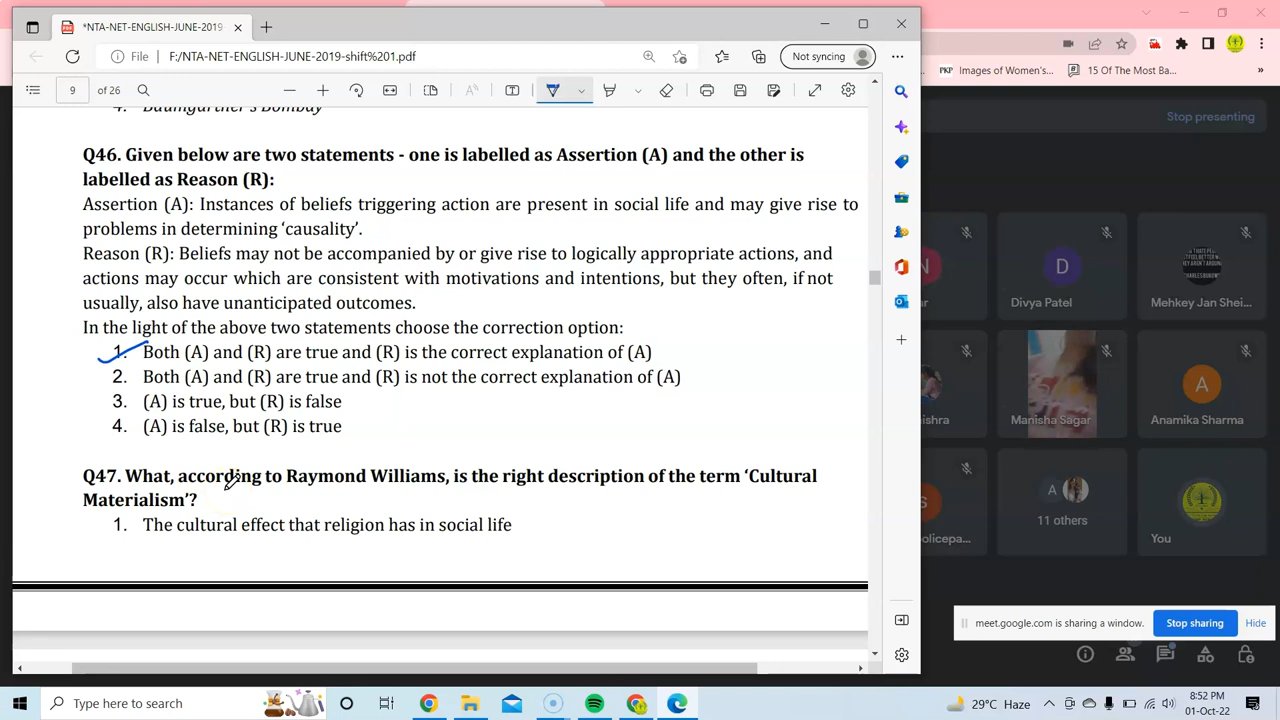 *NTA-NET-ENGLISH-JUNE-2019-
File
F:/NTA-NET-ENGLISH-JUNE-2019-shift%201.pdf
Not syncing
PKP Images of Women's...
15 Of The Most Ba...
9 of 26
Stop presenting
4. Baumgartner's Bombay
Q46. Given below are two statements - one is labelled as Assertion (A) and the other is
labelled as Reason (R):
Assertion (A): Instances of beliefs triggering action are present in social life and may give rise to
problems in determining 'causality'.
Reason (R): Beliefs may not be accompanied by or give rise to logically appropriate actions, and
actions may occur which are consistent with motivations and intentions, but they often, if not
usually, also have unanticipated outcomes.
In the light of the above two statements choose the correction option:
1. Both (A) and (R) are true and (R) is the correct explanation of (A)
2. Both (A) and (R) are true and (R) is not the correct explanation of (A)
3. (A) is true, but (R) is false
4. (A) is false, but (R) is true
Q47. What, according to Raymond Williams, is the right description of the term 'Cultural
Materialism'?
1. The cultural effect that religion has in social life
N
D
ar
Divya Patel
Mehkey Jan Shei...
A
ishra
Manisha Sagar
Anamika Sharma
S
A
olicepa...
11 others
You
meet.google.com is sharing a window.
Stop sharing
Hide
Type here to search
29°C Haze
8:52 PM
01-Oct-22